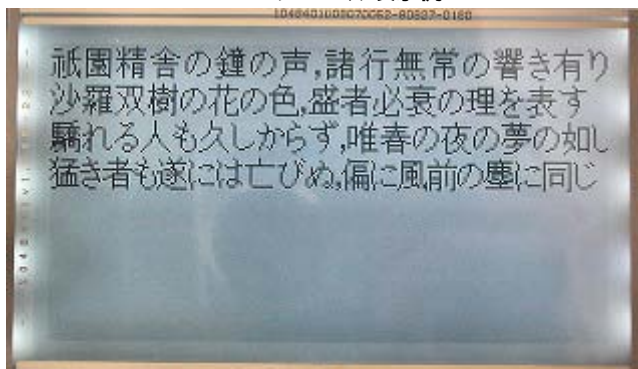 祇園精舎の鐘の声,諸行無常の響き有り
沙羅双樹の花の色,盛者必衰の理を表す
驕れる人も久しからず,唯春の夜の夢の如し
猛き者も遂には亡びぬ,偏に風前の塵に同じ